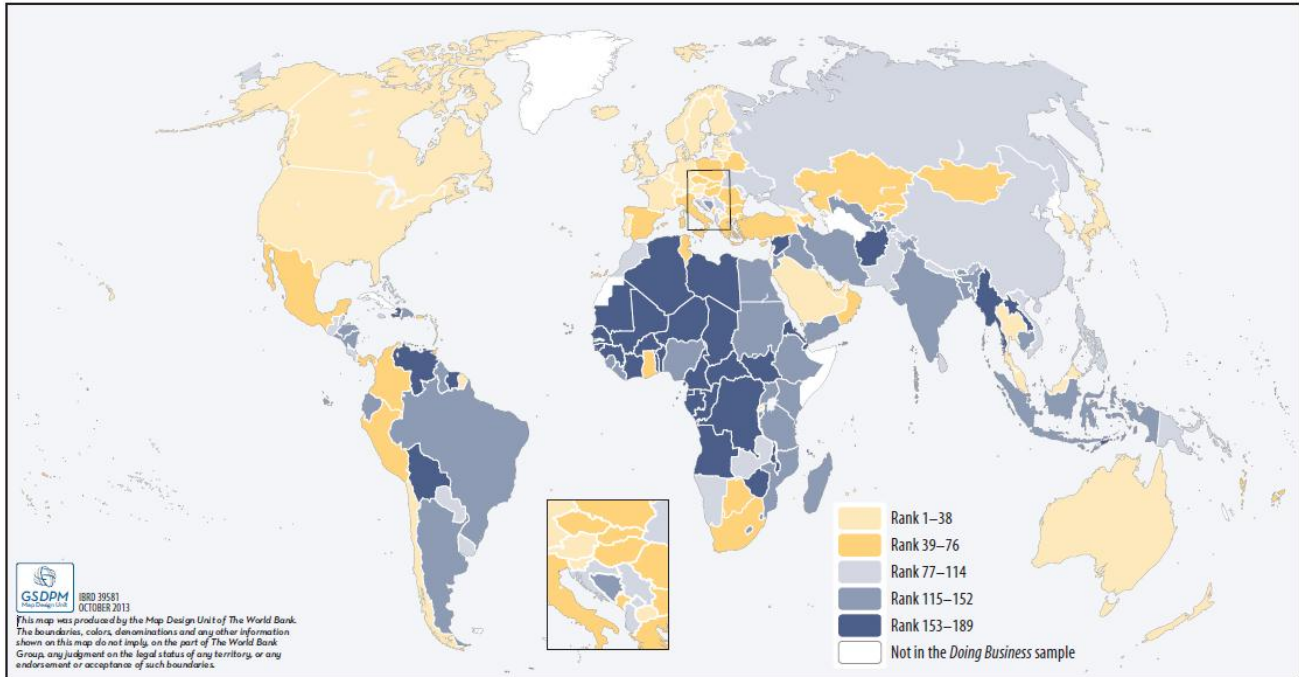 Rank 1–38
Rank 39–76
Rank 77–114
Rank 115–152
Rank 153–189
Not in the Doing Business sample
GSDPM
Map Design Unit
IBRD 39581
OCTOBER 2013
This map was produced by the Map Design Unit of The World Bank.
The boundaries, colors, denominations and any other information
shown on this map do not imply, on the part of The World Bank
Group, any judgment on the legal status of any territory, or any
endorsement or acceptance of such boundaries.